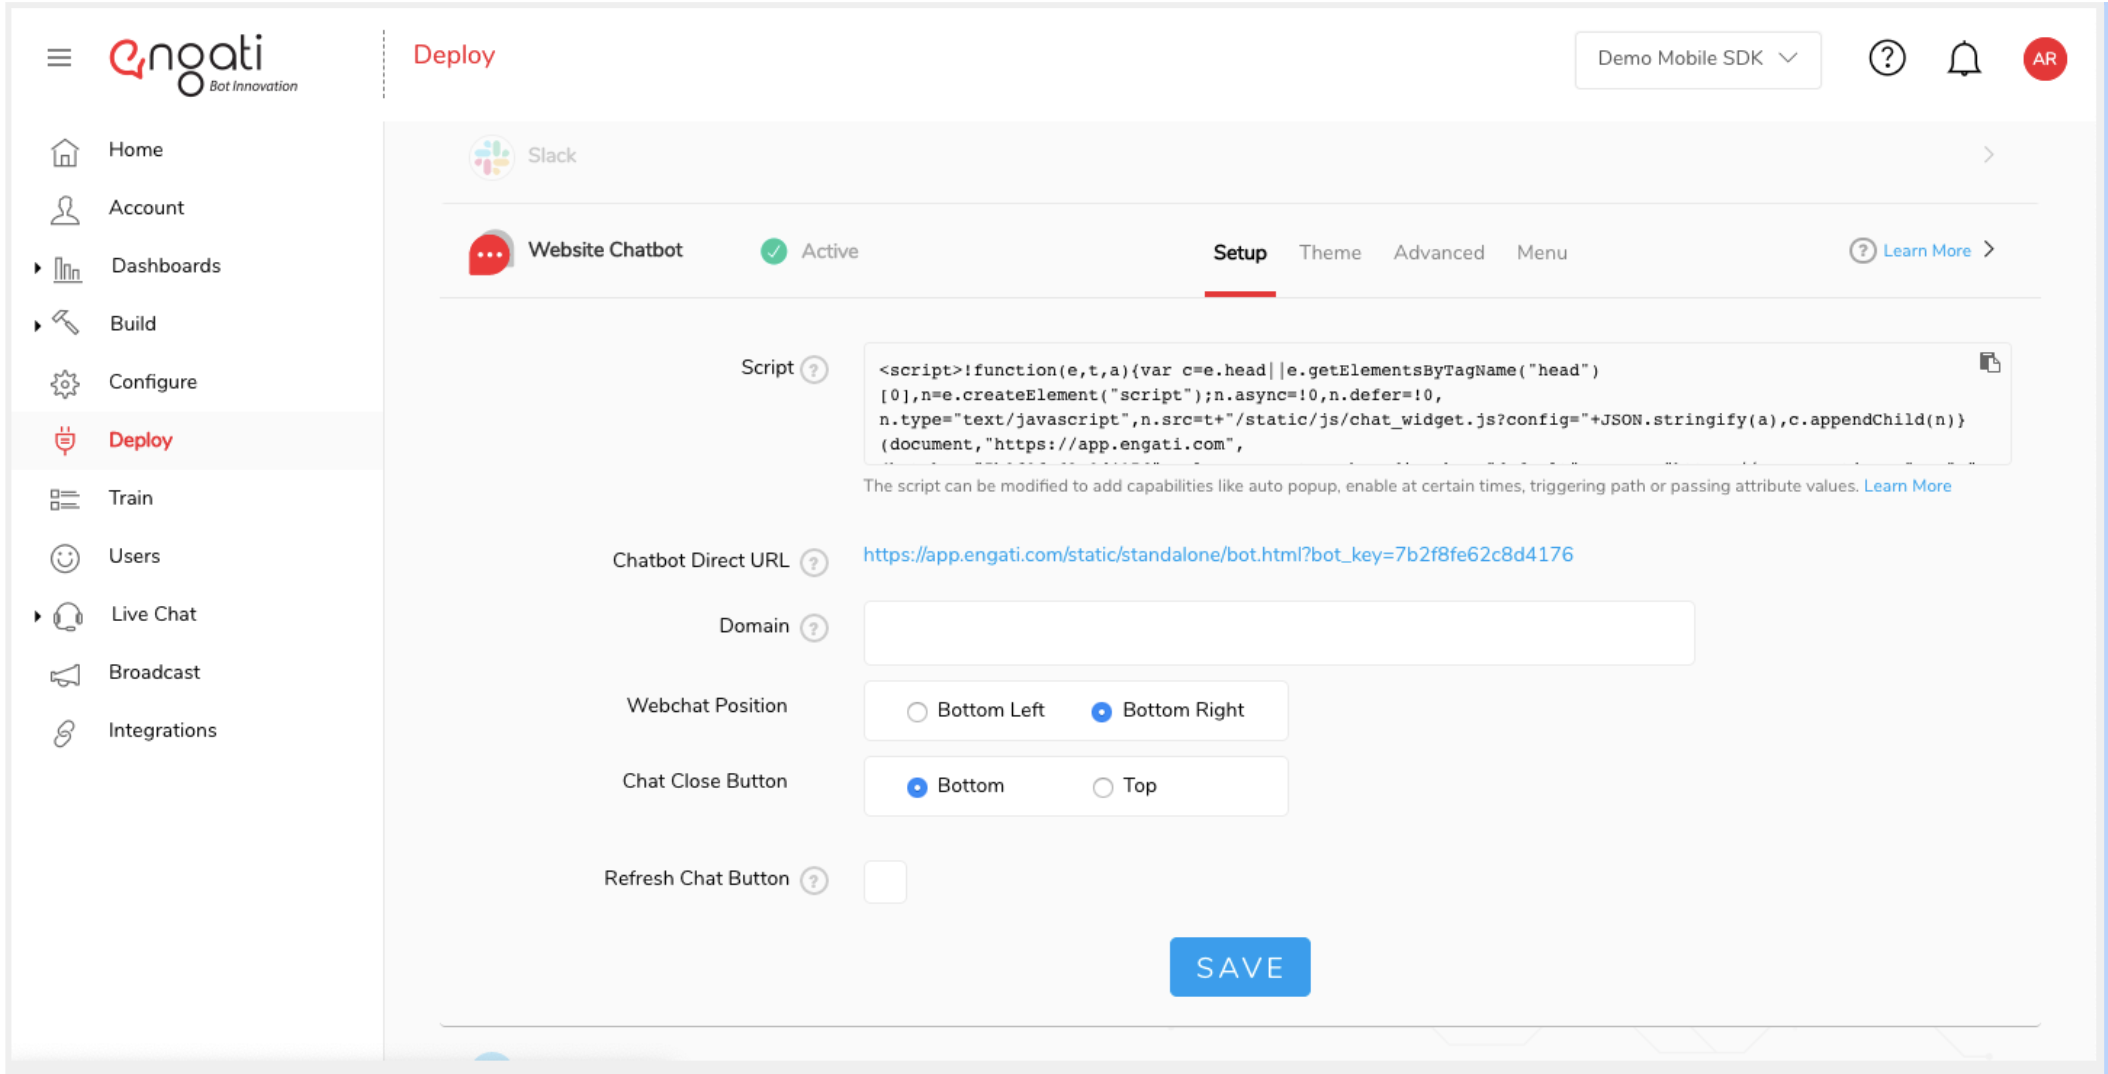 engati
Bot Innovation
Deploy
Demo Mobile SDK
?
AR
Home
Account
Dashboards
Build
Configure
Deploy
Train
Users
Live Chat
Broadcast
Integrations
Slack
Website Chatbot
Active
Setup
Theme
Advanced
Menu
? Learn More
Script ?
<script>!function(e,t,a){var c=e.head||e.getElementsByTagName("head")
[0],n=e.createElement("script");n.async=!0,n.defer=!0,
n.type="text/javascript",n.src=t+"/static/js/chat_widget.js?config="+JSON.stringify(a),c.appendChild(n)}
(document,"https://app.engati.com",
The script can be modified to add capabilities like auto popup, enable at certain times, triggering path or passing attribute values. Learn More
Chatbot Direct URL ?
https://app.engati.com/static/standalone/bot.html?bot_key=7b2f8fe62c8d4176
Domain ?
Webchat Position
Bottom Left
Bottom Right
Chat Close Button
Bottom
Top
Refresh Chat Button ?
SAVE